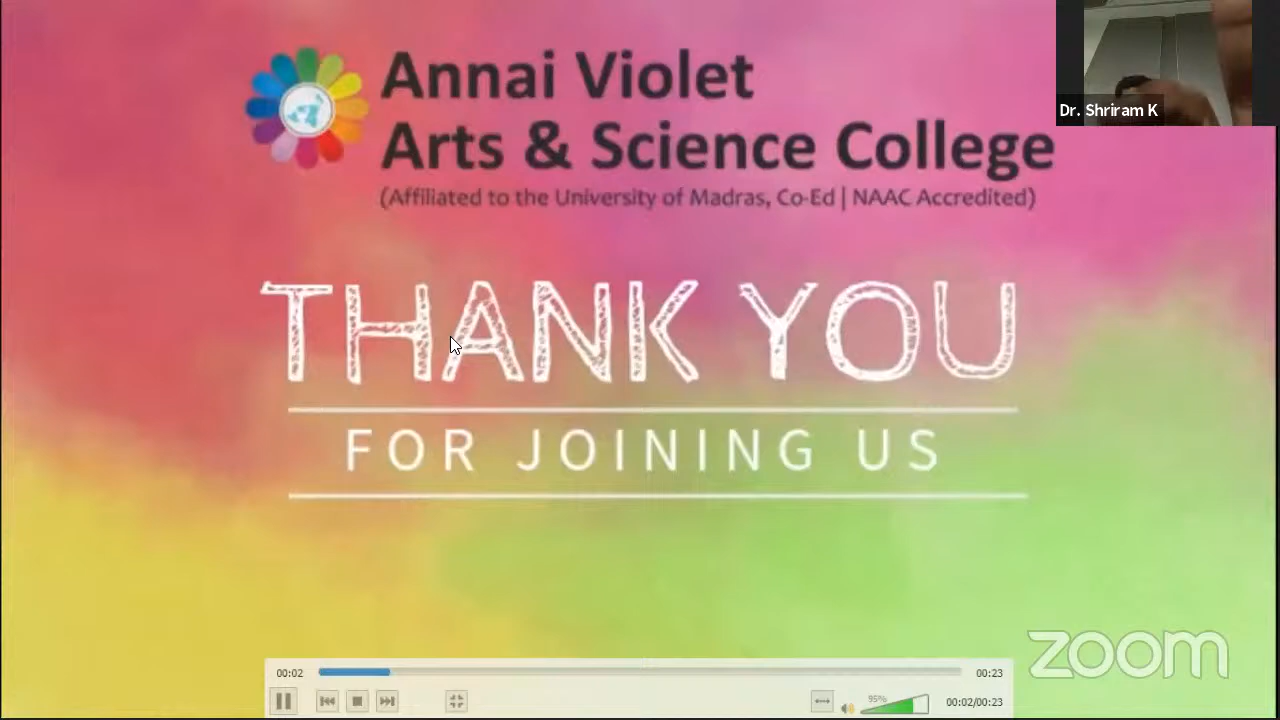 Annai Violet
Arts & Science College
(Affiliated to the University of Madras, Co-Ed | NAAC Accredited)
Dr. Shriram K
THANK YOU
FOR JOINING US
zoom
00:02
00:23
95%
00:02/00:23